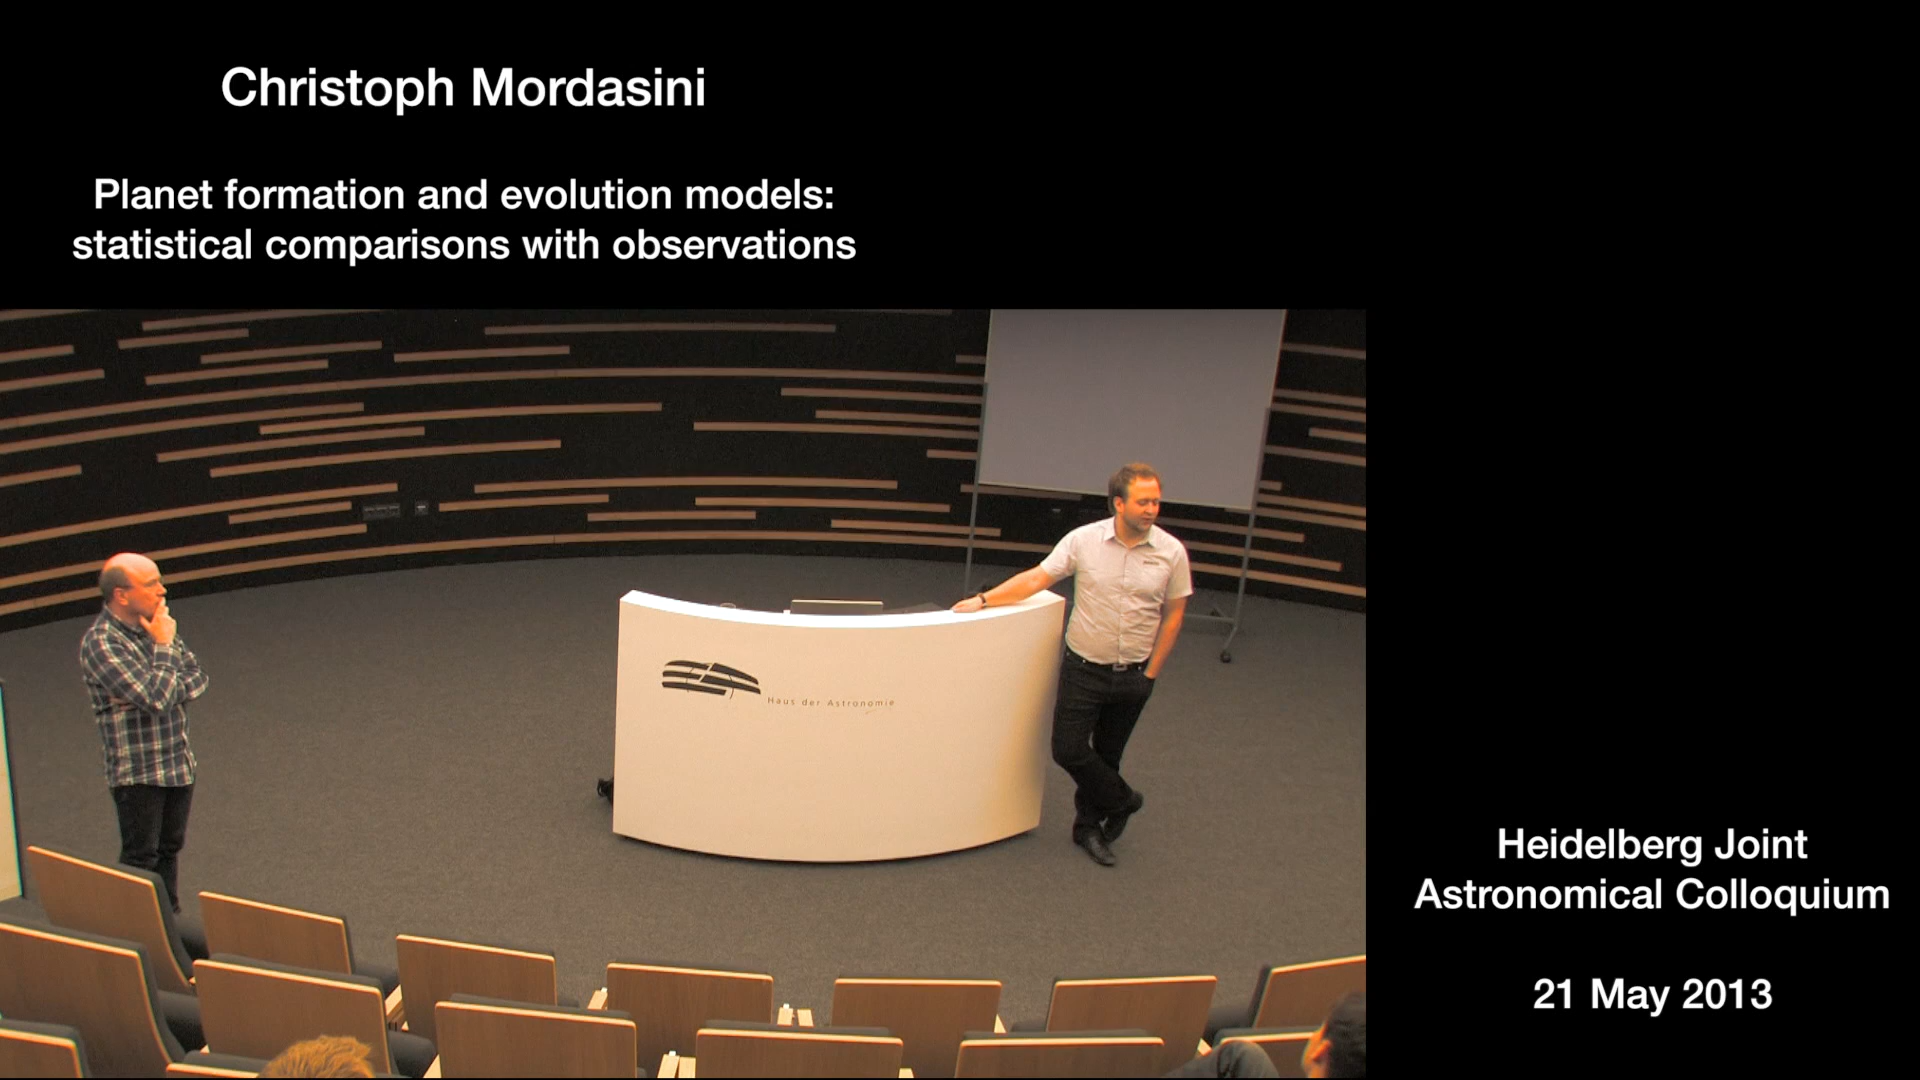 Christoph Mordasini
Planet formation and evolution models:
statistical comparisons with observations
Haus der Astronomie
Heidelberg Joint
Astronomical Colloquium
21 May 2013